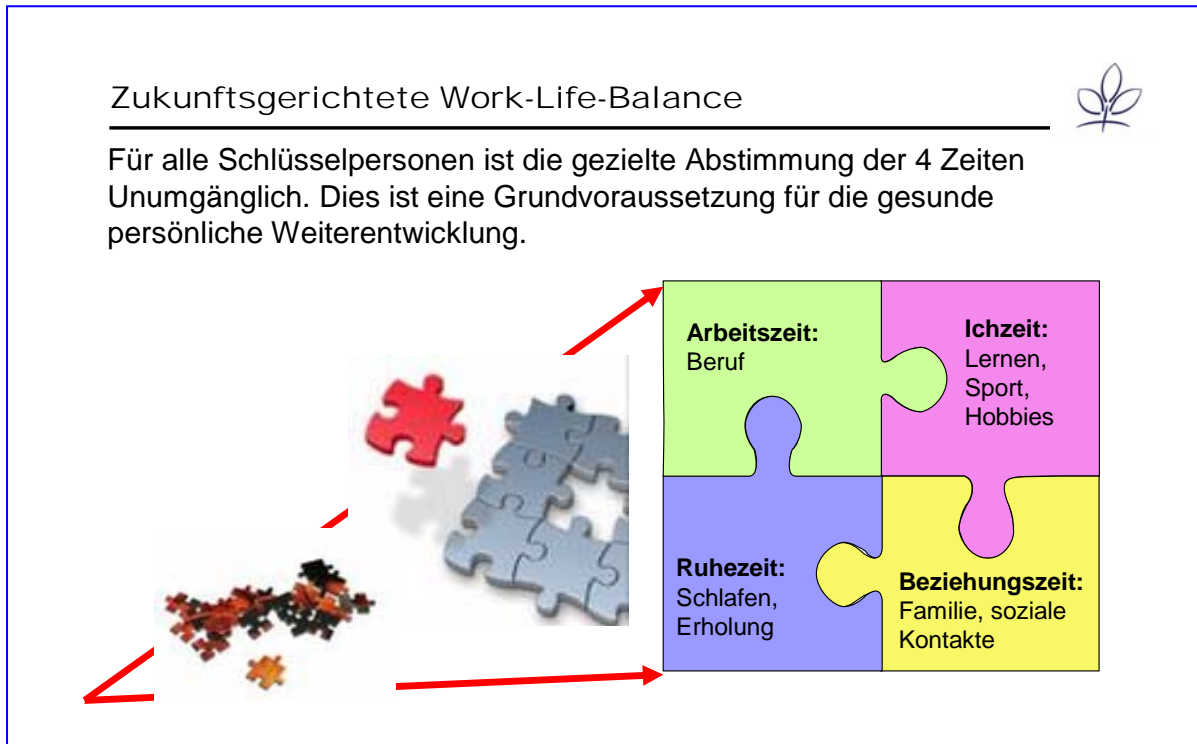 Zukunftsgerichtete Work-Life-Balance
Für alle Schlüsselpersonen ist die gezielte Abstimmung der 4 Zeiten
Unumgänglich. Dies ist eine Grundvoraussetzung für die gesunde
persönliche Weiterentwicklung.
Arbeitszeit:
Beruf
Ichzeit:
Lernen,
Sport,
Hobbies
Ruhezeit:
Schlafen,
Erholung
Beziehungszeit:
Familie, soziale
Kontakte